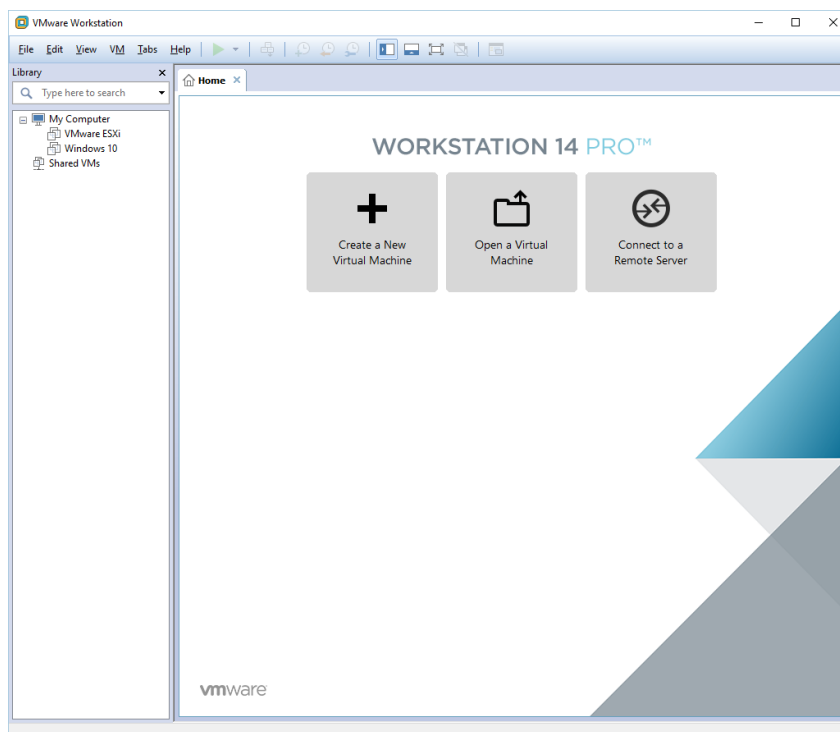 VMware Workstation
File Edit View VM Tabs Help
Library
Home
Type here to search
My Computer
VMware ESXi
Windows 10
Shared VMs
WORKSTATION 14 PRO™
Create a New
Virtual Machine
Open a Virtual
Machine
Connect to a
Remote Server
vmware